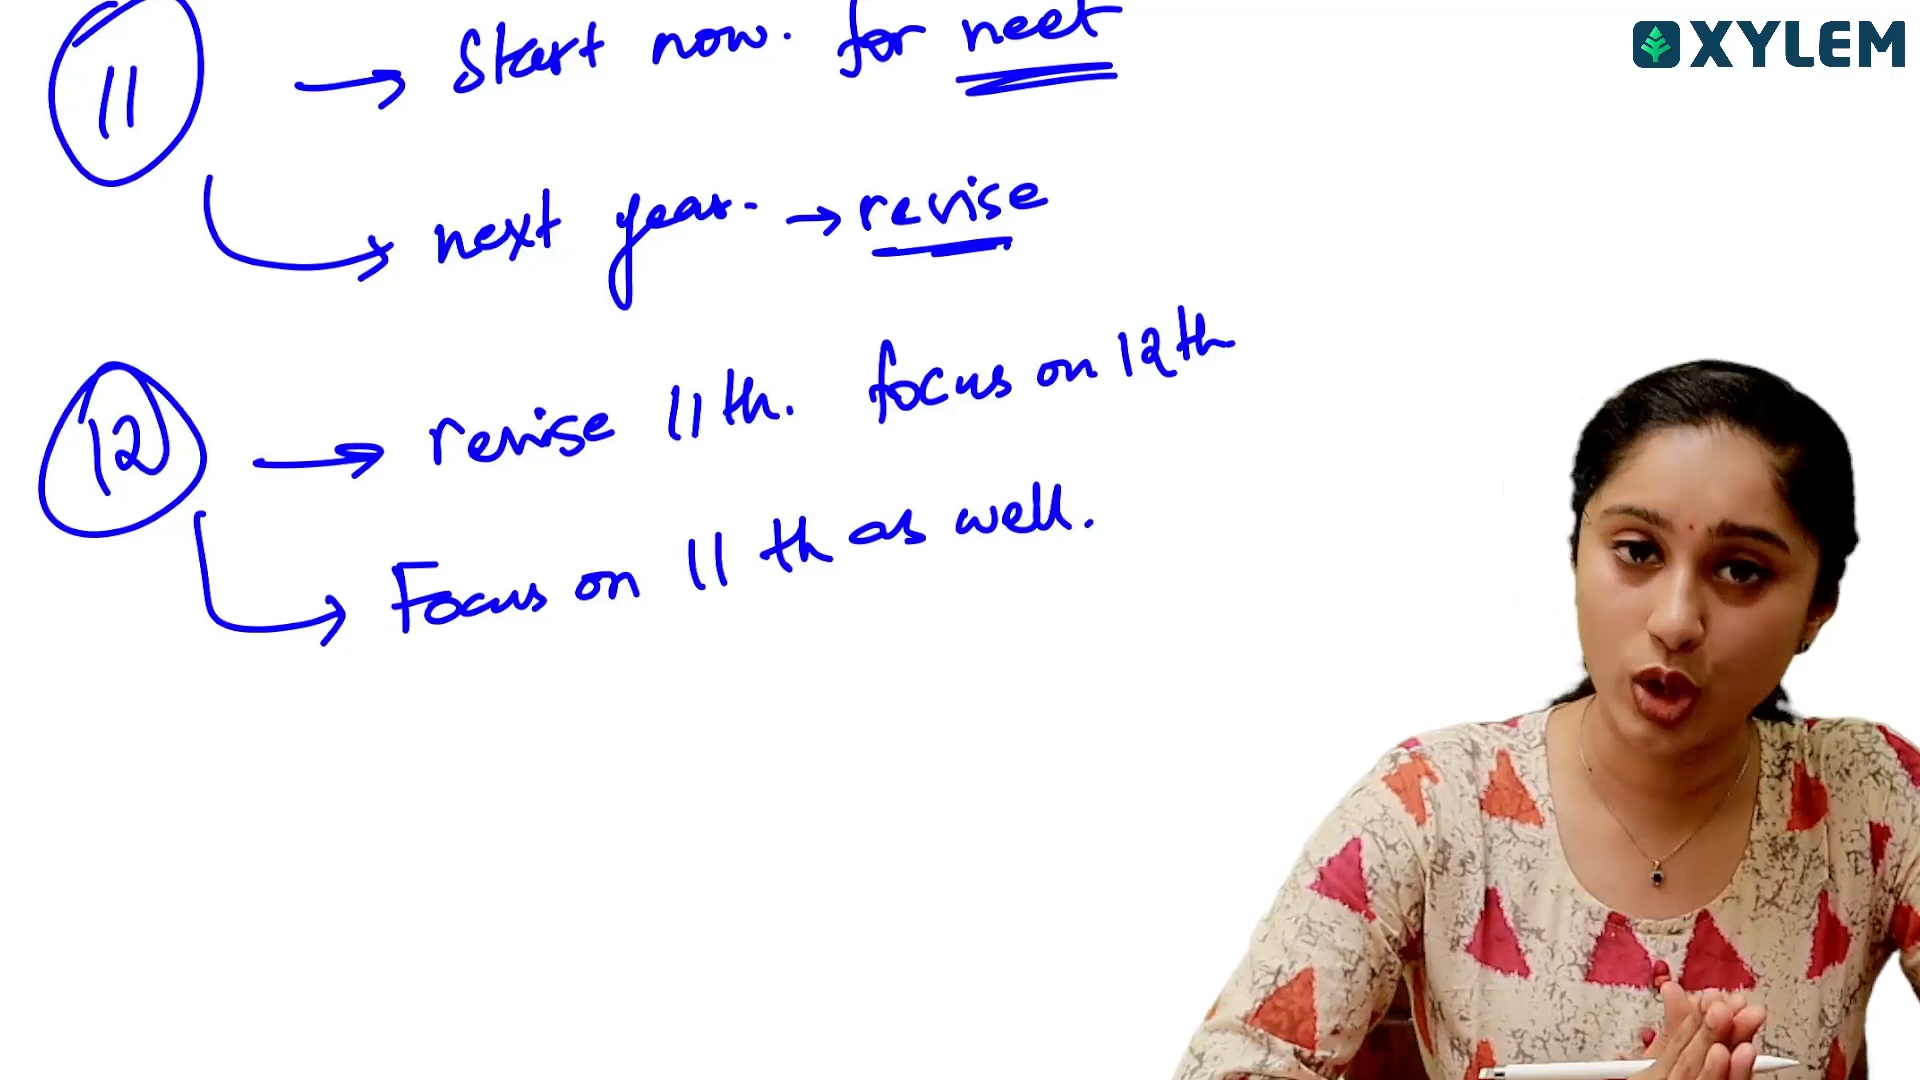 XYLEM
11 → Start now. for neet
→ next year. → revise
12 → revise 11th. focus on 12th
→ Focus on 11 th as well.